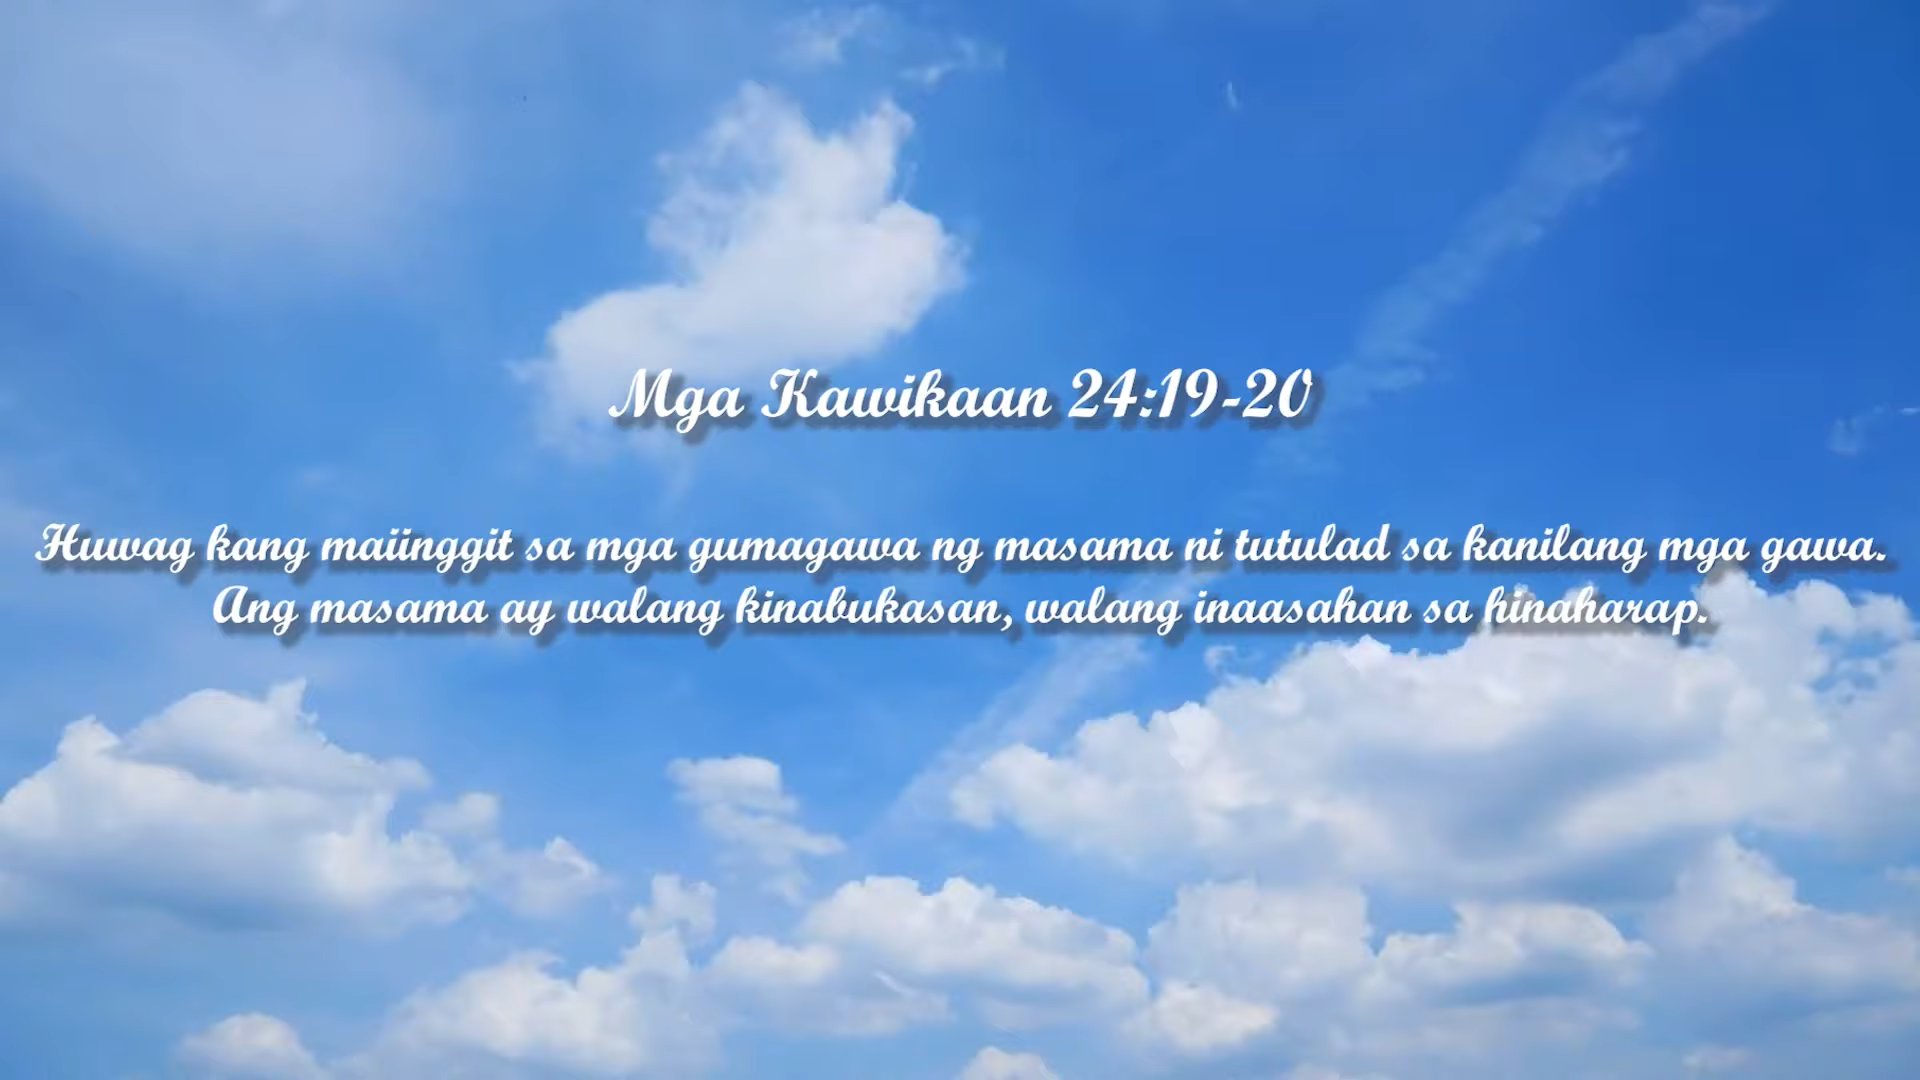 Mga Kawikaan 24:19-20
Huwag kang maiinggit sa mga gumagawa ng masama ni tutulad sa kanilang mga gawa.
Ang masama ay walang kinabukasan, walang inaasahan sa hinaharap.